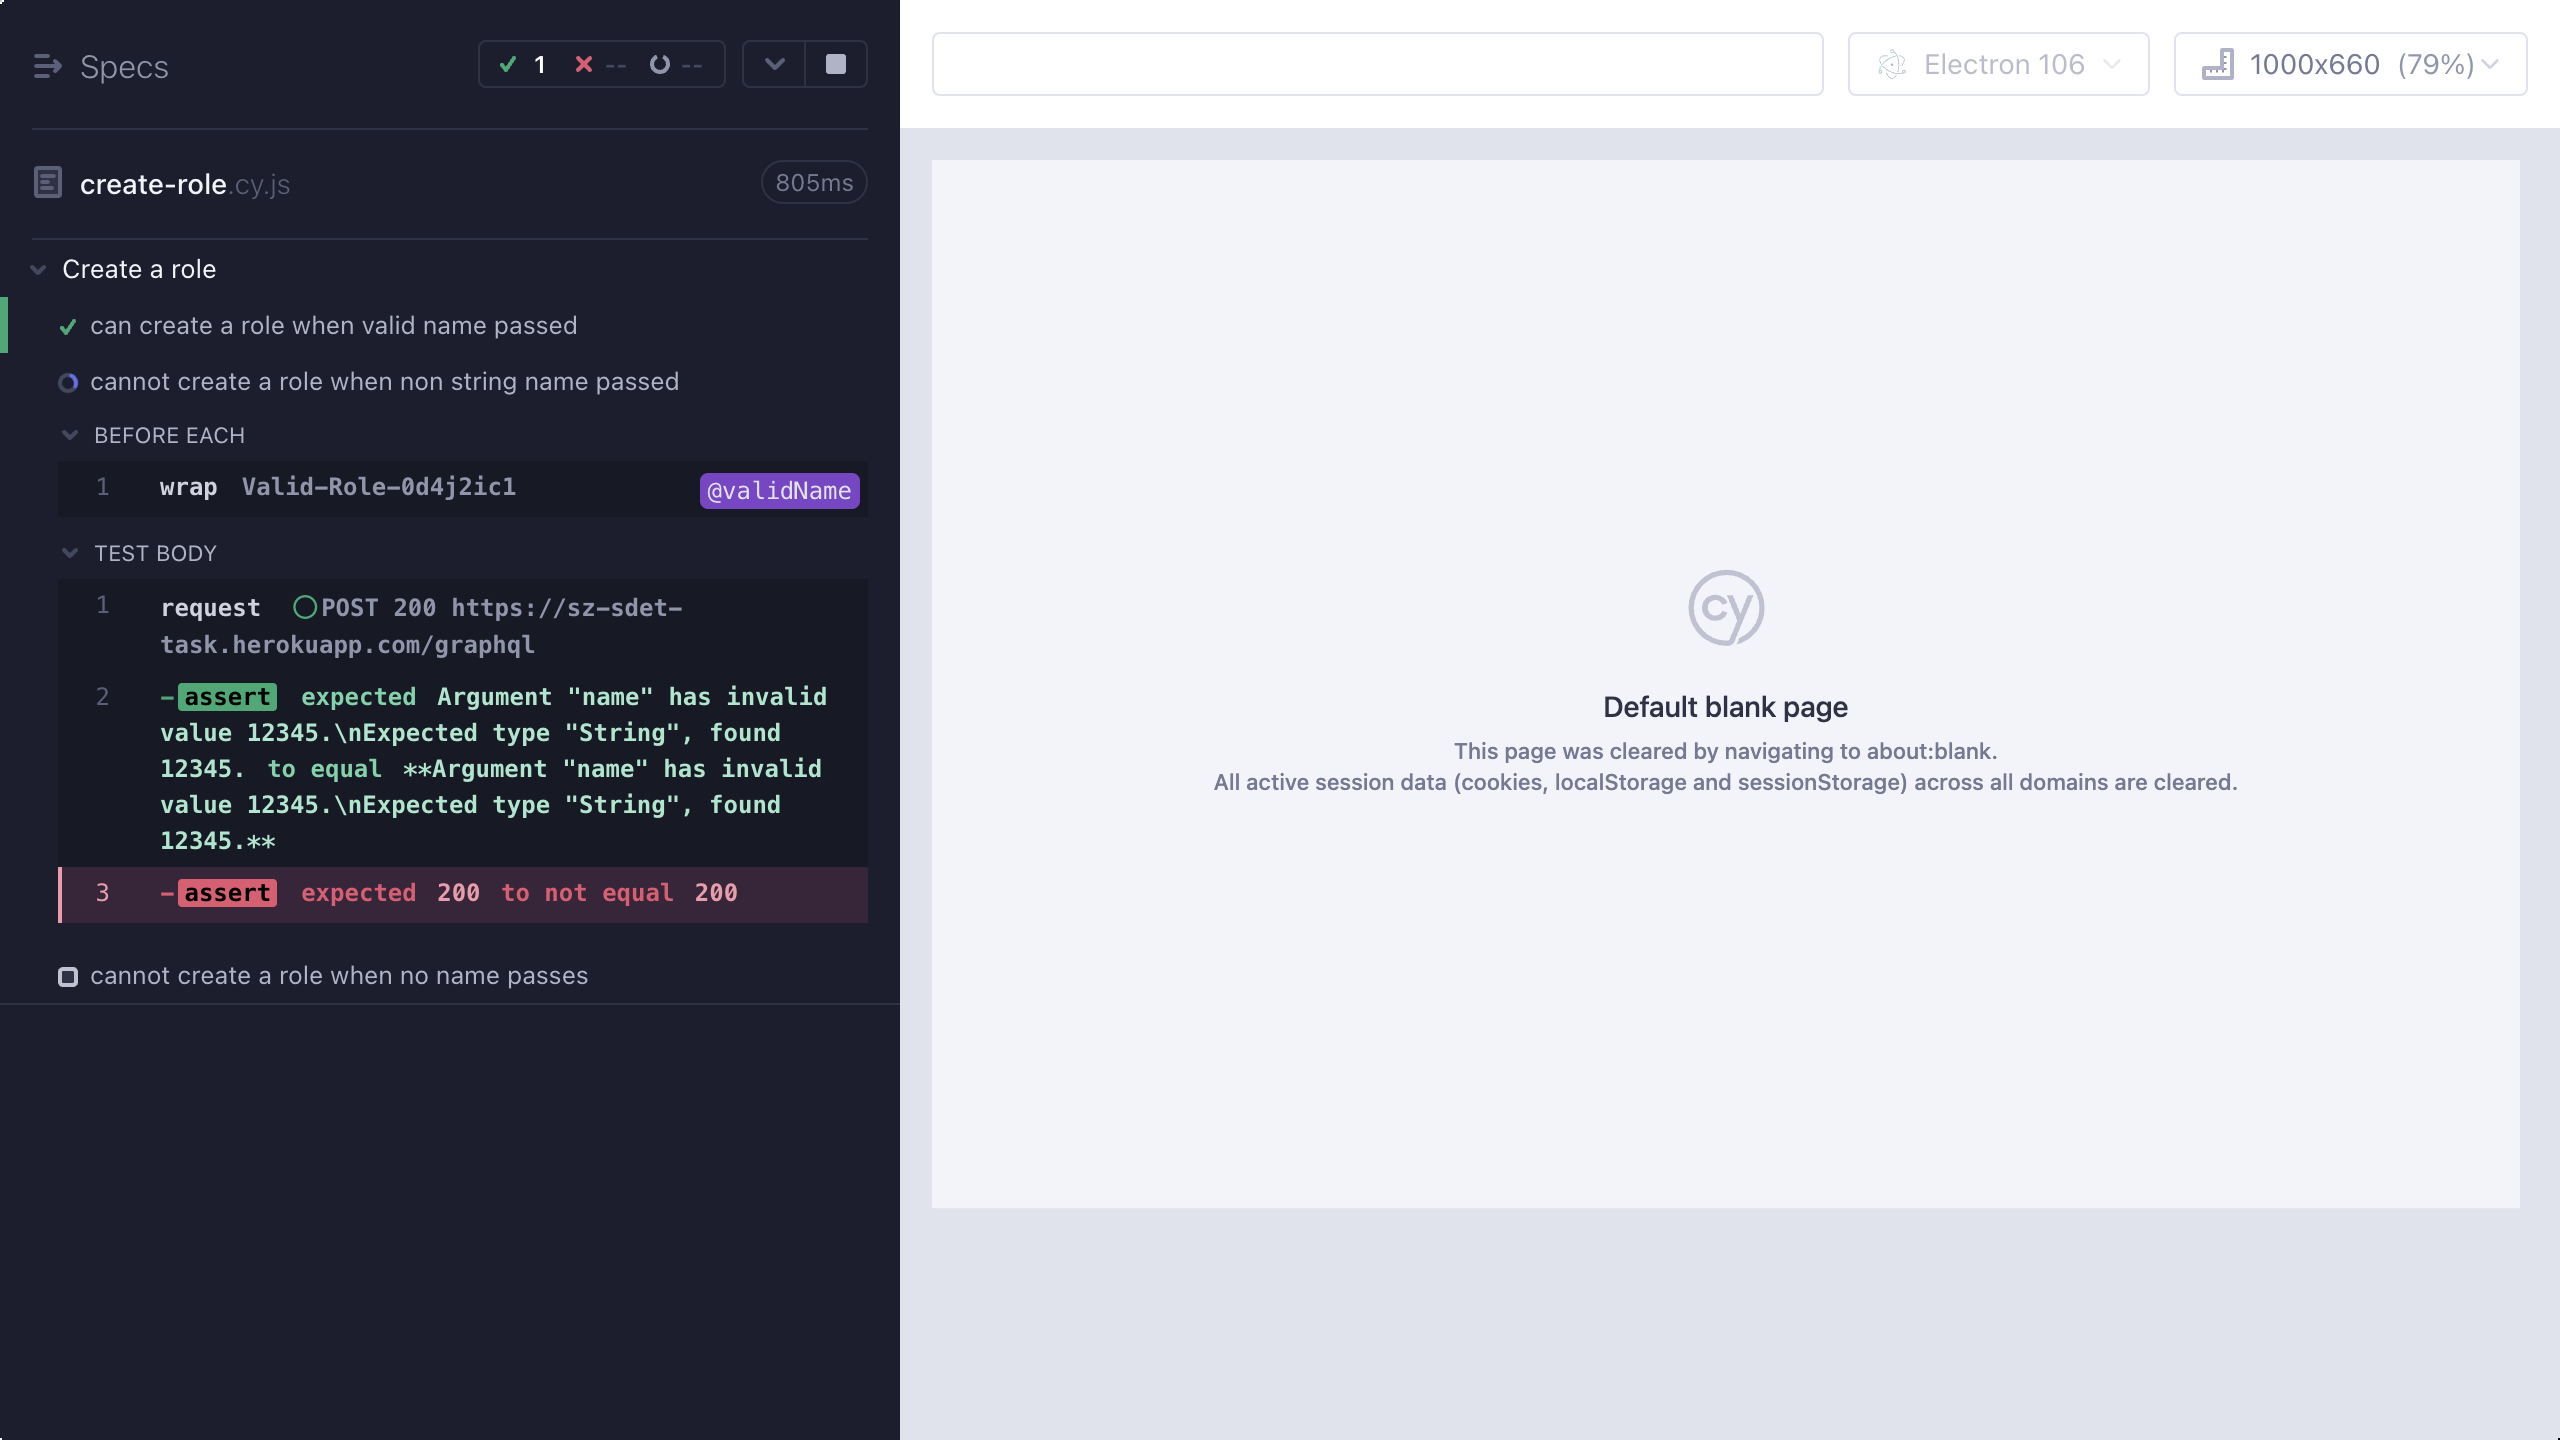 Specs
1 -- --
create-role.cy.js
805ms
Create a role
can create a role when valid name passed
cannot create a role when non string name passed
BEFORE EACH
1 wrap Valid-Role-0d4j2ic1 @validName
TEST BODY
1 request POST 200 https://sz-sdet-
task.herokuapp.com/graphql
2 -assert expected Argument "name" has invalid
value 12345.\nExpected type "String", found
12345. to equal **Argument "name" has invalid
value 12345.\nExpected type "String", found
12345.**
3 -assert expected 200 to not equal 200
cannot create a role when no name passes
Electron 106
1000x660 (79%)
cy
Default blank page
This page was cleared by navigating to about:blank.
All active session data (cookies, localStorage and sessionStorage) across all domains are cleared.